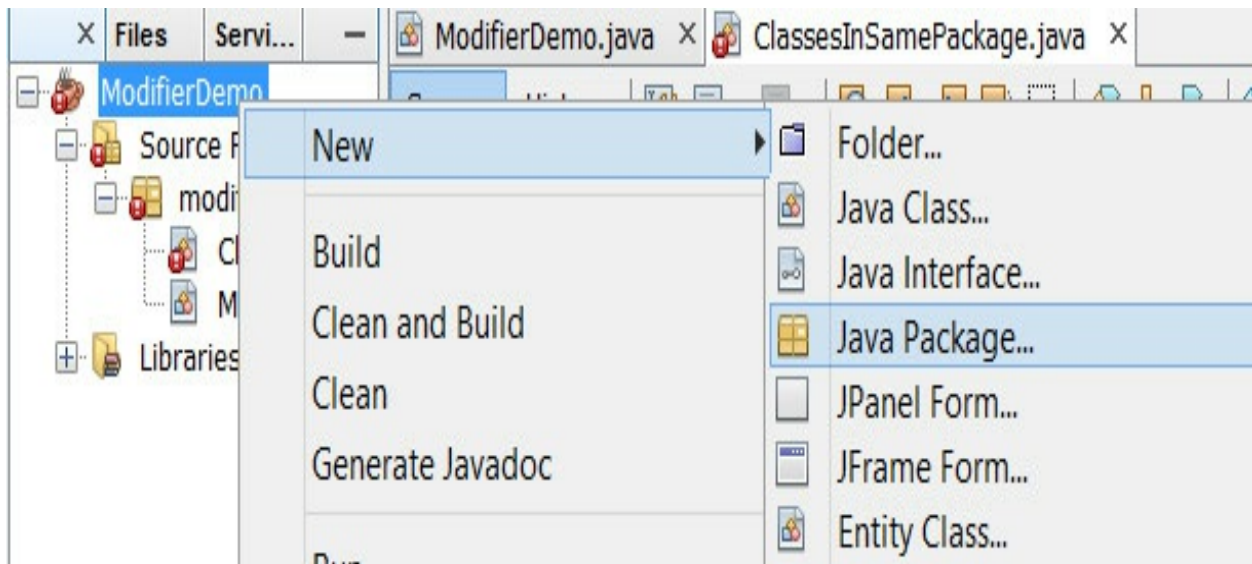 Files Servi...
ModifierDemo.java
ClassesInSamePackage.java
ModifierDemo
Source F
modi
Cl
M
Libraries
New
Build
Clean and Build
Clean
Generate Javadoc
Run
Folder...
Java Class...
Java Interface...
Java Package...
JPanel Form...
JFrame Form...
Entity Class...